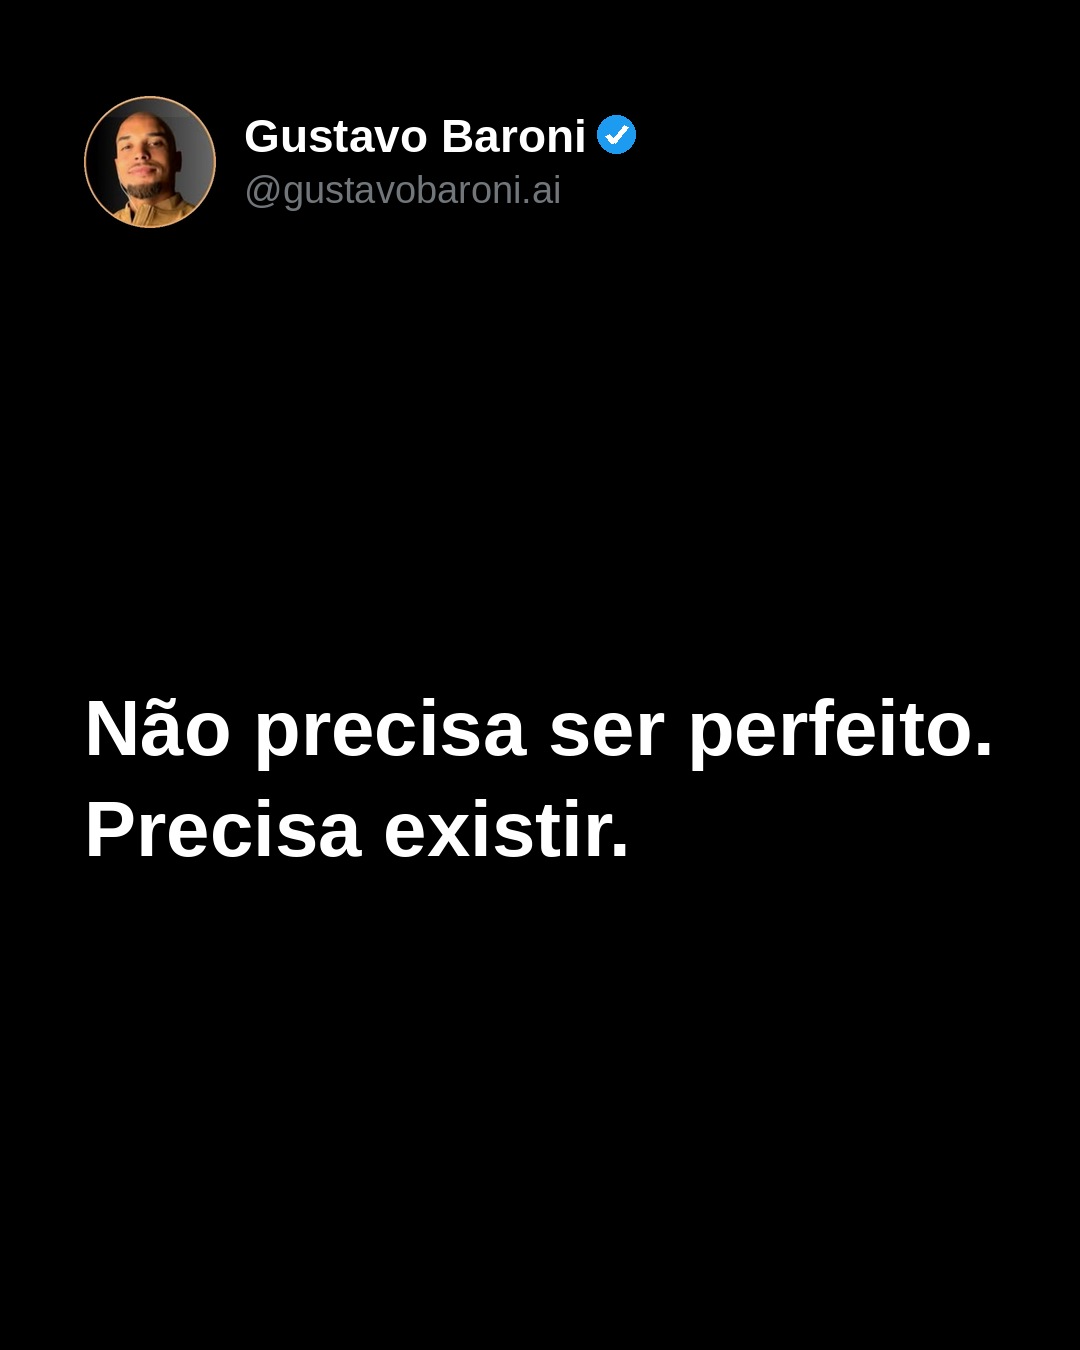 Gustavo Baroni
@gustavobaroni.ai
Não precisa ser perfeito.
Precisa existir.